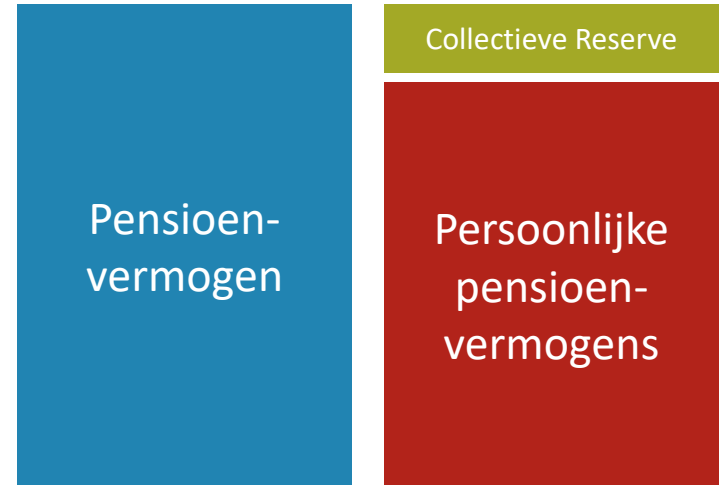 Pensioen-
vermogen
Collectieve Reserve
Persoonlijke
pensioen-
vermogens